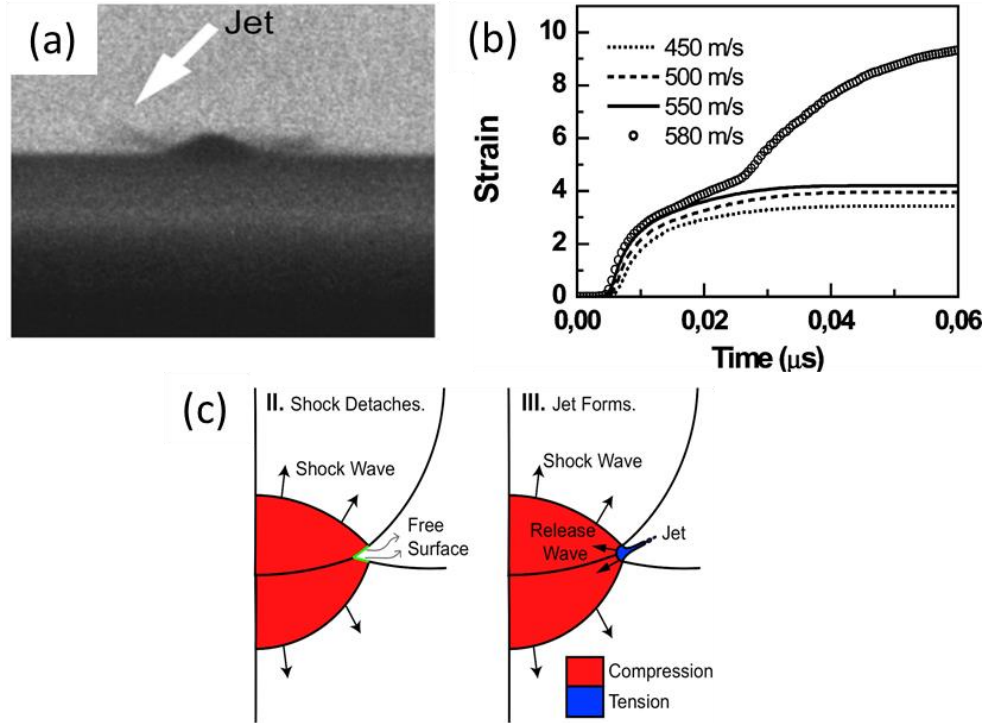 (a)
Jet
(b)
10
8
6
4
2
0
Strain
450 m/s
500 m/s
550 m/s
580 m/s
0,00
0,02
0,04
0,06
Time (μs)
(c)
II. Shock Detaches.
Shock Wave
Free
Surface
III. Jet Forms.
Shock Wave
Release
Wave
Jet
Compression
Tension